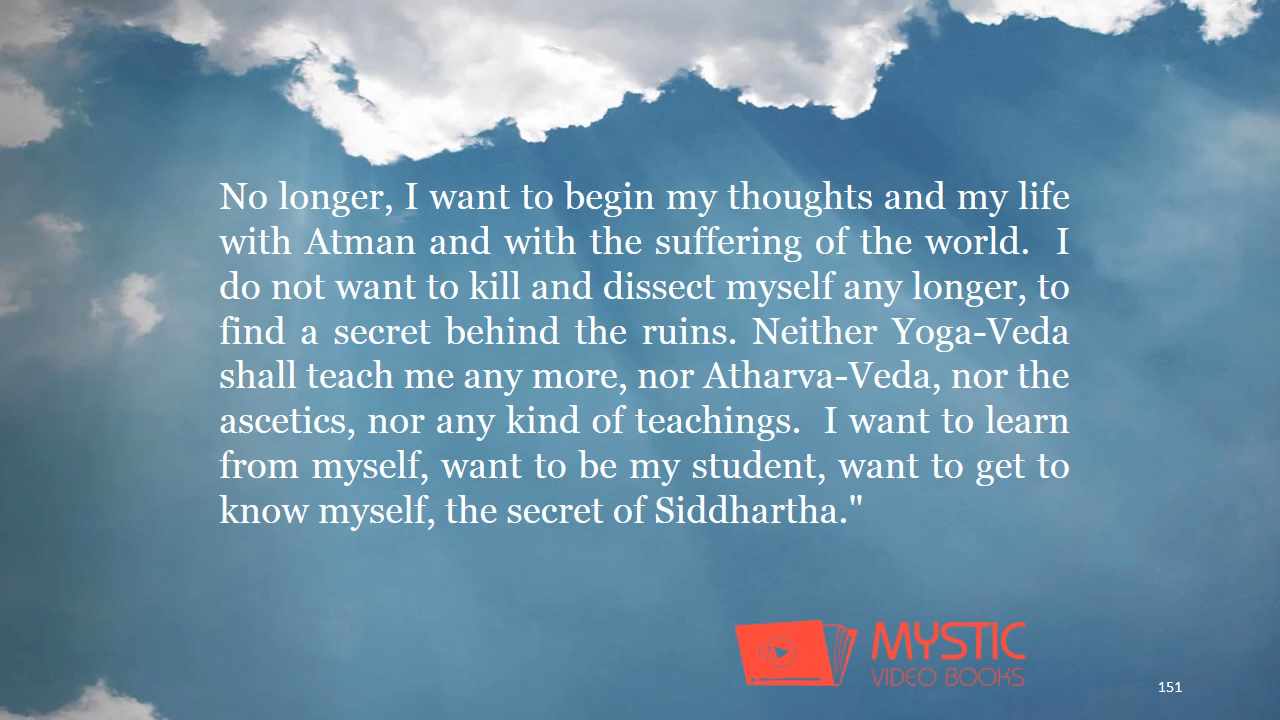 No longer, I want to begin my thoughts and my life
with Atman and with the suffering of the world.  I
do not want to kill and dissect myself any longer, to
find a secret behind the ruins. Neither Yoga-Veda
shall teach me any more, nor Atharva-Veda, nor the
ascetics, nor any kind of teachings.  I want to learn
from myself, want to be my student, want to get to
know myself, the secret of Siddhartha."
MYSTIC
VIDEO BOOKS
151